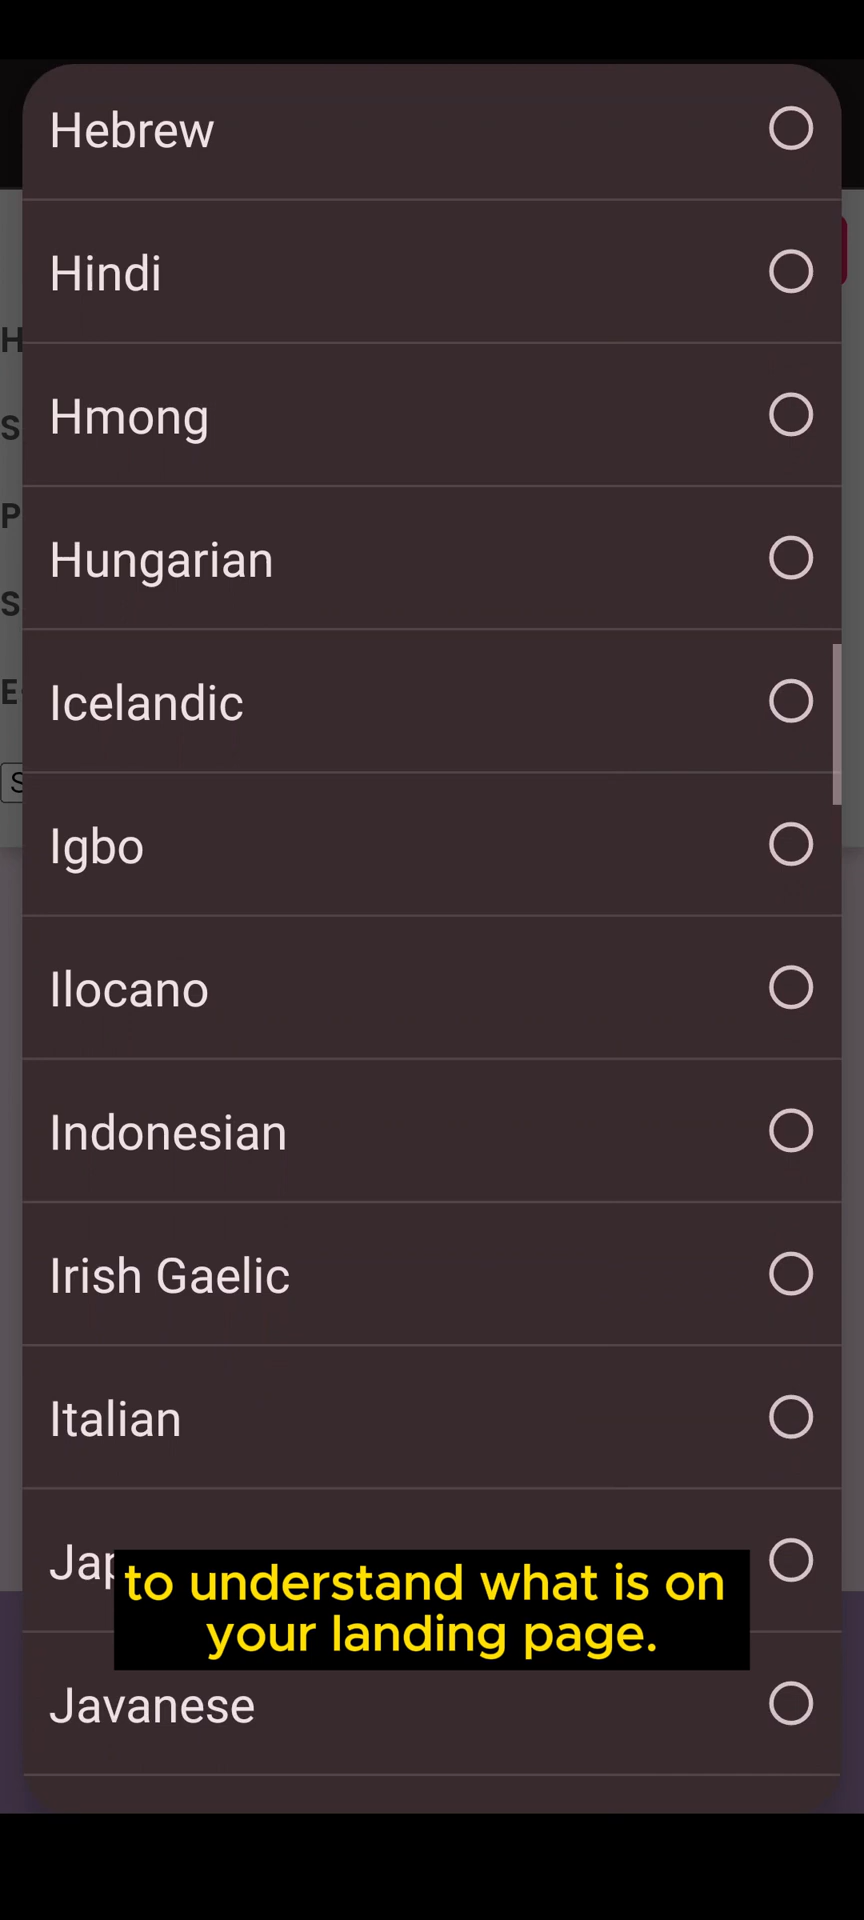 Hebrew
Hindi
Hmong
Hungarian
Icelandic
Igbo
Ilocano
Indonesian
Irish Gaelic
Italian
to understand what is on
your landing page.
Javanese